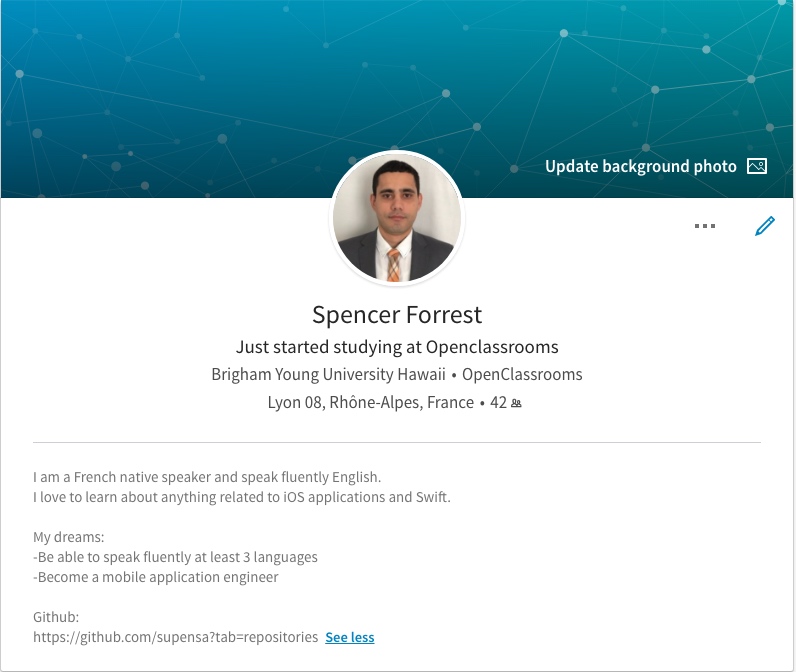 Update background photo
Spencer Forrest
Just started studying at Openclassrooms
Brigham Young University Hawaii • OpenClassrooms
Lyon 08, Rhône-Alpes, France • 42
I am a French native speaker and speak fluently English.
I love to learn about anything related to iOS applications and Swift.
My dreams:
-Be able to speak fluently at least 3 languages
-Become a mobile application engineer
Github:
https://github.com/supensa?tab=repositories See less